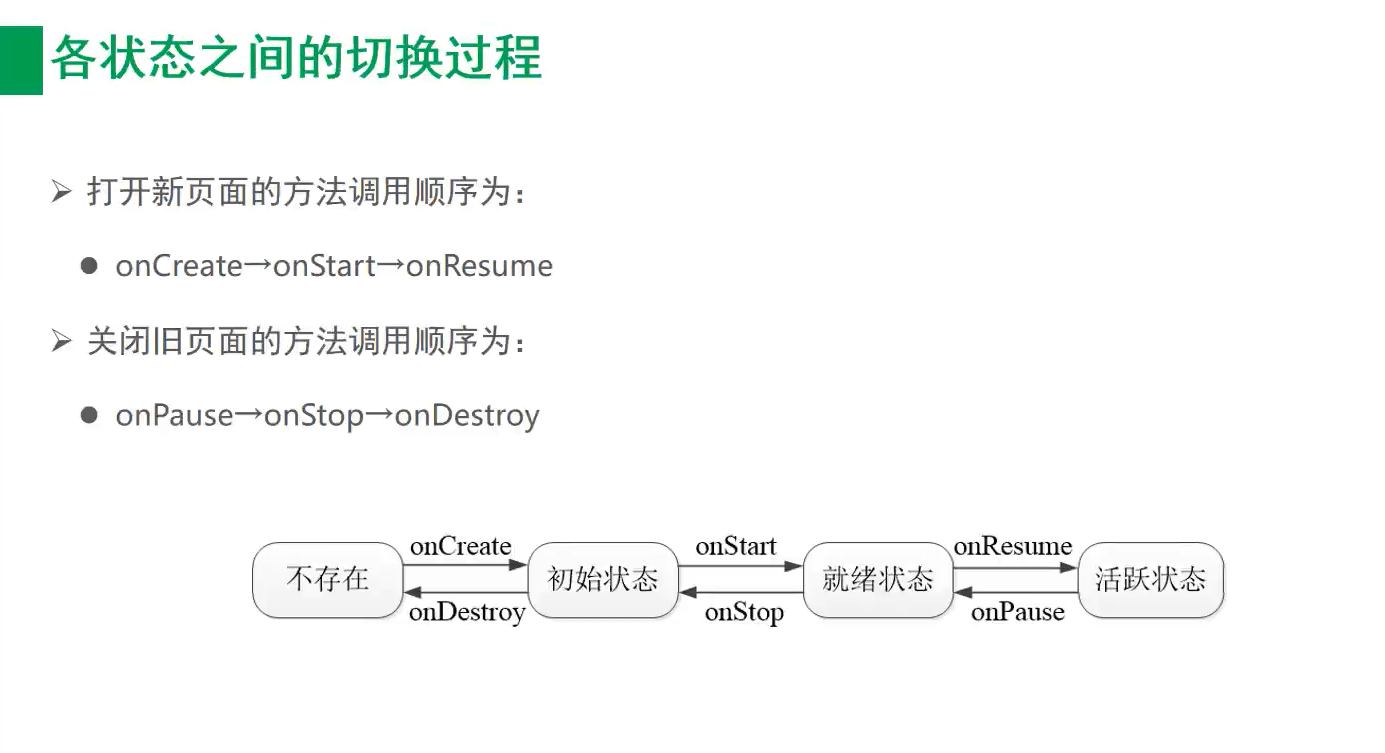 各状态之间的切换过程
➢ 打开新页面的方法调用顺序为：
● onCreate→onStart→onResume
➢ 关闭旧页面的方法调用顺序为：
● onPause→onStop→onDestroy
onCreate onStart onResume
不存在 初始状态 就绪状态 活跃状态
onDestroy onStop onPause